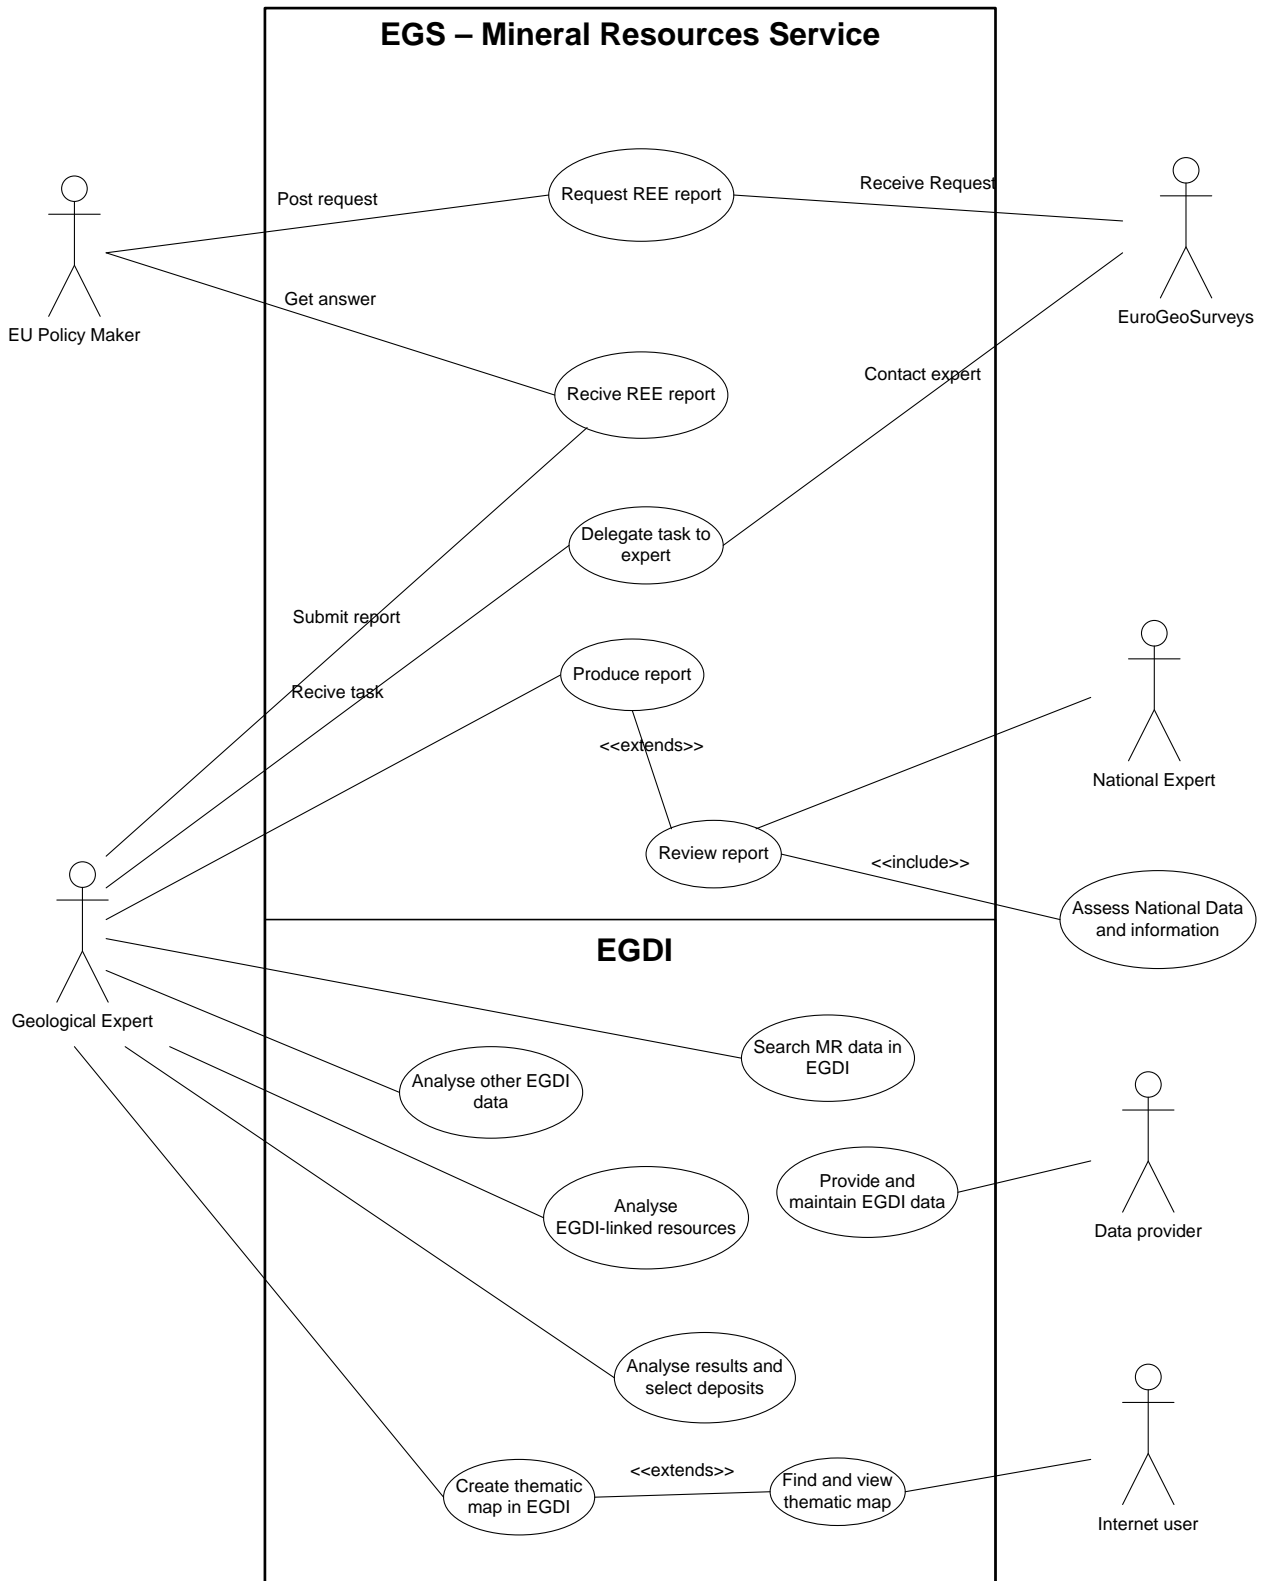 EGS – Mineral Resources Service
Request REE report
Receive Request
Post request
Get answer
EuroGeoSurveys
EU Policy Maker
Contact expert
Recive REE report
Delegate task to
expert
Submit report
Produce report
Recive task
<<extends>>
National Expert
Review report
<<include>>
Assess National Data
and information
EGDI
Geological Expert
Search MR data in
EGDI
Analyse other EGDI
data
Provide and
maintain EGDI data
Analyse
EGDI-linked resources
Data provider
Analyse results and
select deposits
<<extends>>
Create thematic
map in EGDI
Find and view
thematic map
Internet user